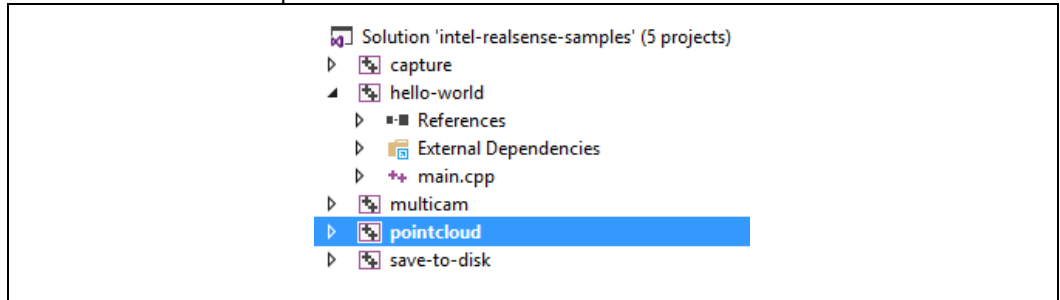 Solution 'intel-realsense-samples' (5 projects)
capture
hello-world
References
External Dependencies
++ main.cpp
multicam
pointcloud
save-to-disk